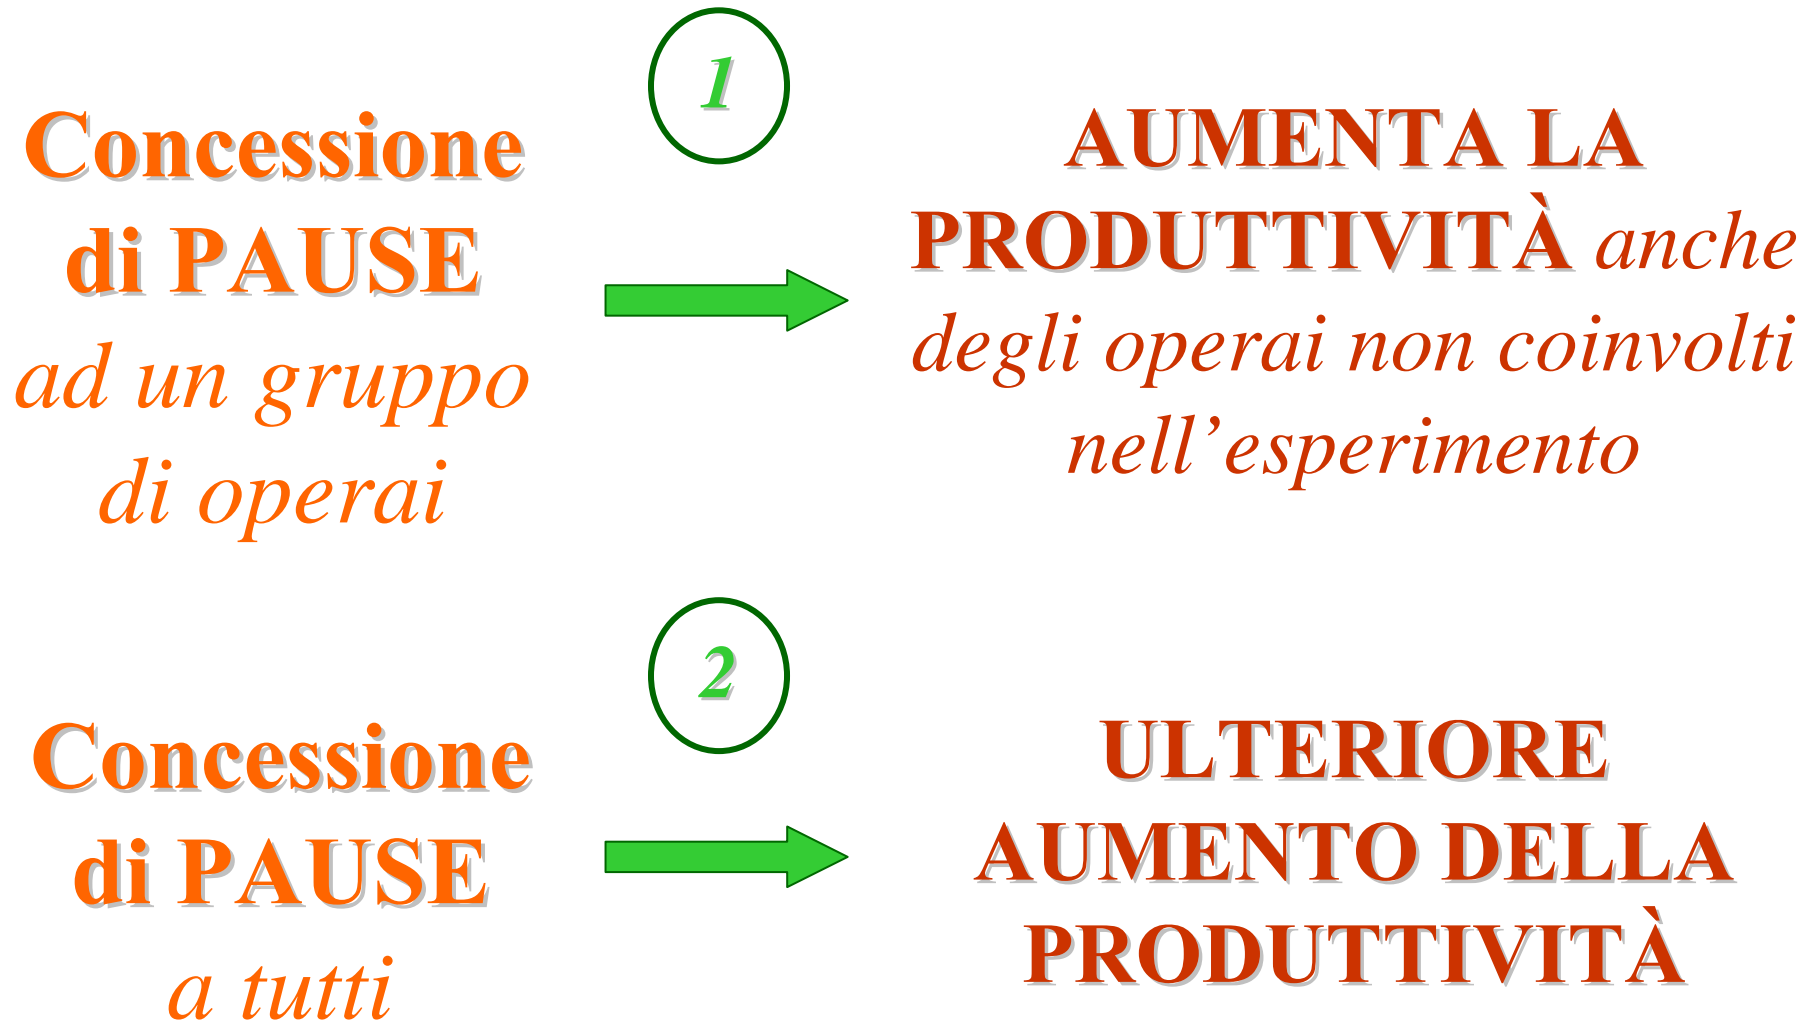 1
Concessione
di PAUSE
ad un gruppo
di operai
AUMENTA LA
PRODUTTIVITÀ anche
degli operai non coinvolti
nell’esperimento
2
Concessione
di PAUSE
a tutti
ULTERIORE
AUMENTO DELLA
PRODUTTIVITÀ